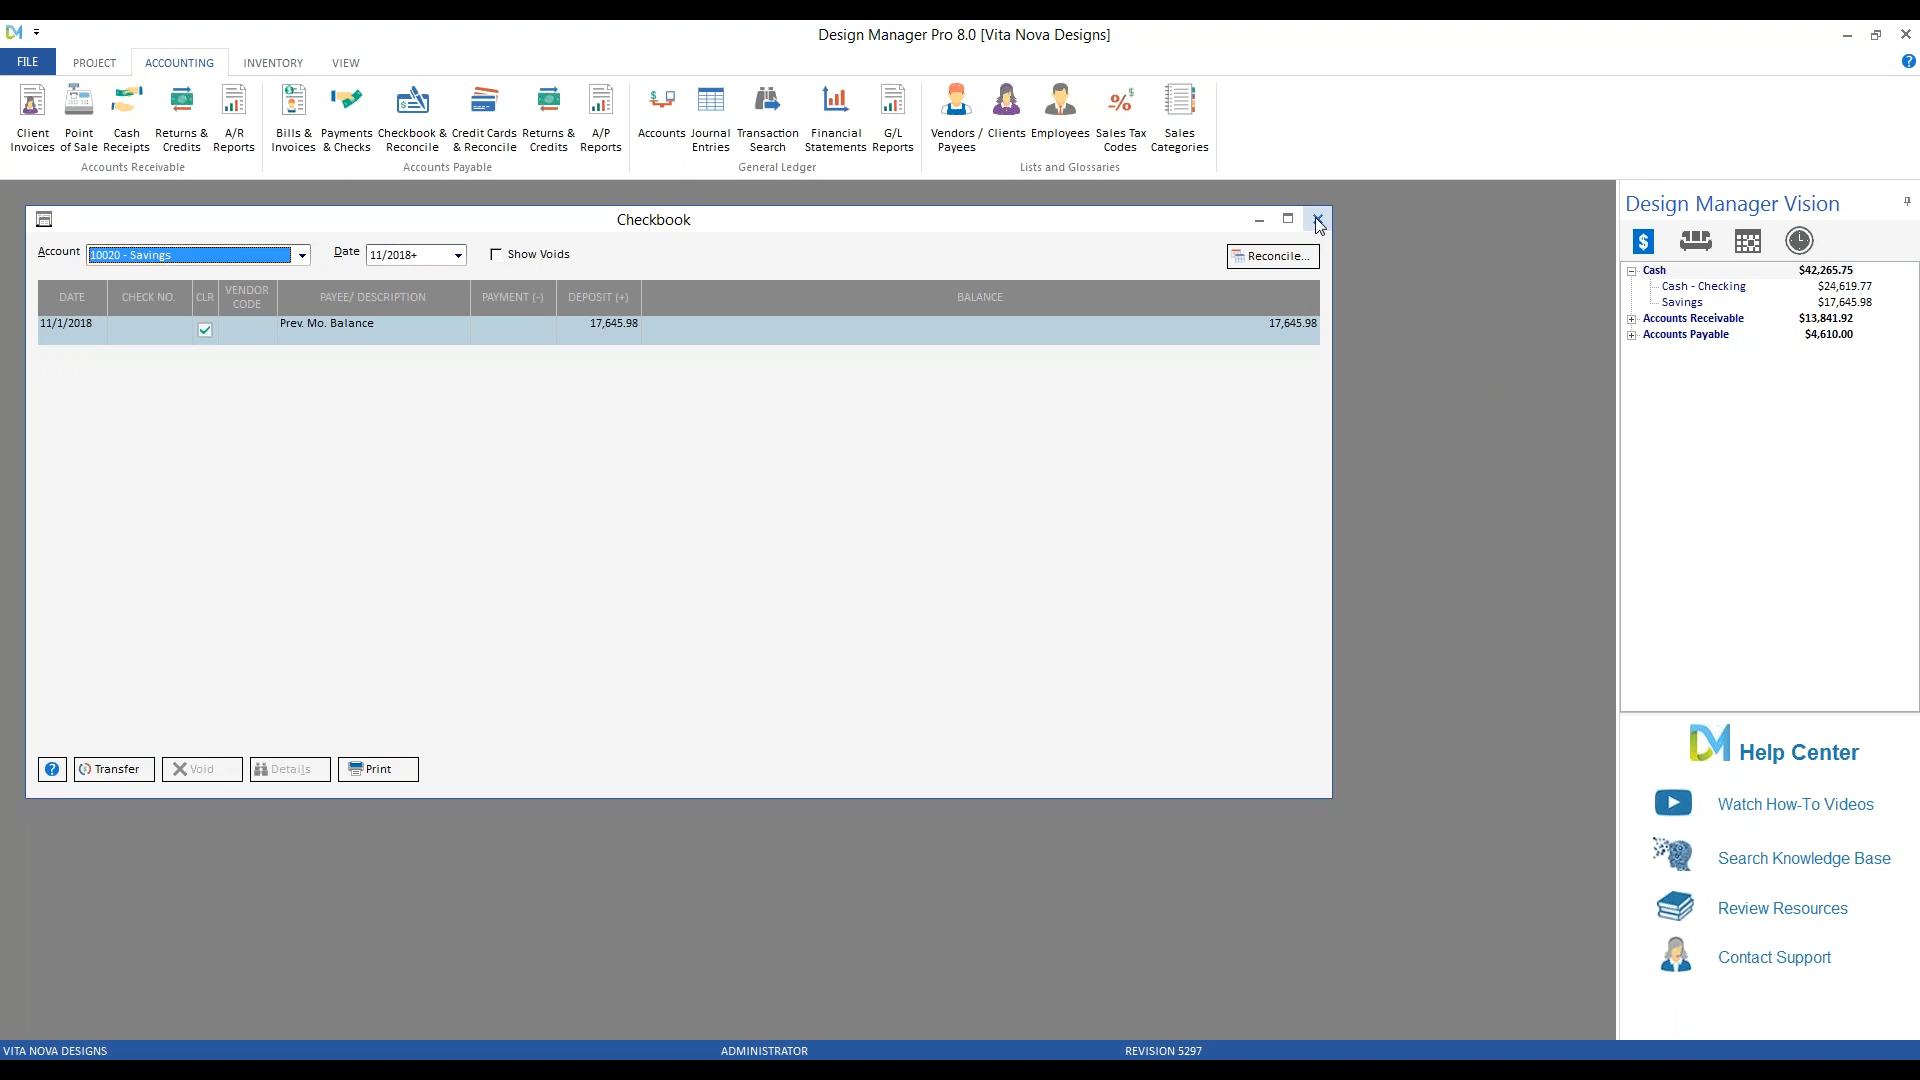 Design Manager Pro 8.0 [Vita Nova Designs]
FILE PROJECT ACCOUNTING INVENTORY VIEW
Client Invoices
Point of Sale
Cash Receipts
Returns & Credits
A/R Reports
Bills & Invoices
Payments & Checks
Checkbook & Reconcile
Credit Cards & Reconcile
Returns & Credits
A/P Reports
Accounts
Journal Entries
Transaction Search
Financial Statements
G/L Reports
Vendors / Payees
Clients
Employees
Sales Tax Codes
Sales Categories
Accounts Receivable Accounts Payable General Ledger Lists and Glossaries
Checkbook
Account 10020 - Savings Date 11/2018+ Show Voids Reconcile...
DATE CHECK NO. CLR VENDOR CODE PAYEE/ DESCRIPTION PAYMENT (-) DEPOSIT (+) BALANCE
11/1/2018 Prev. Mo. Balance 17,645.98 17,645.98
Transfer Void Details Print
Design Manager Vision
Cash $42,265.75
Cash - Checking $24,619.77
Savings $17,645.98
Accounts Receivable $13,841.92
Accounts Payable $4,610.00
DM Help Center
Watch How-To Videos
Search Knowledge Base
Review Resources
Contact Support
VITA NOVA DESIGNS ADMINISTRATOR REVISION 5297